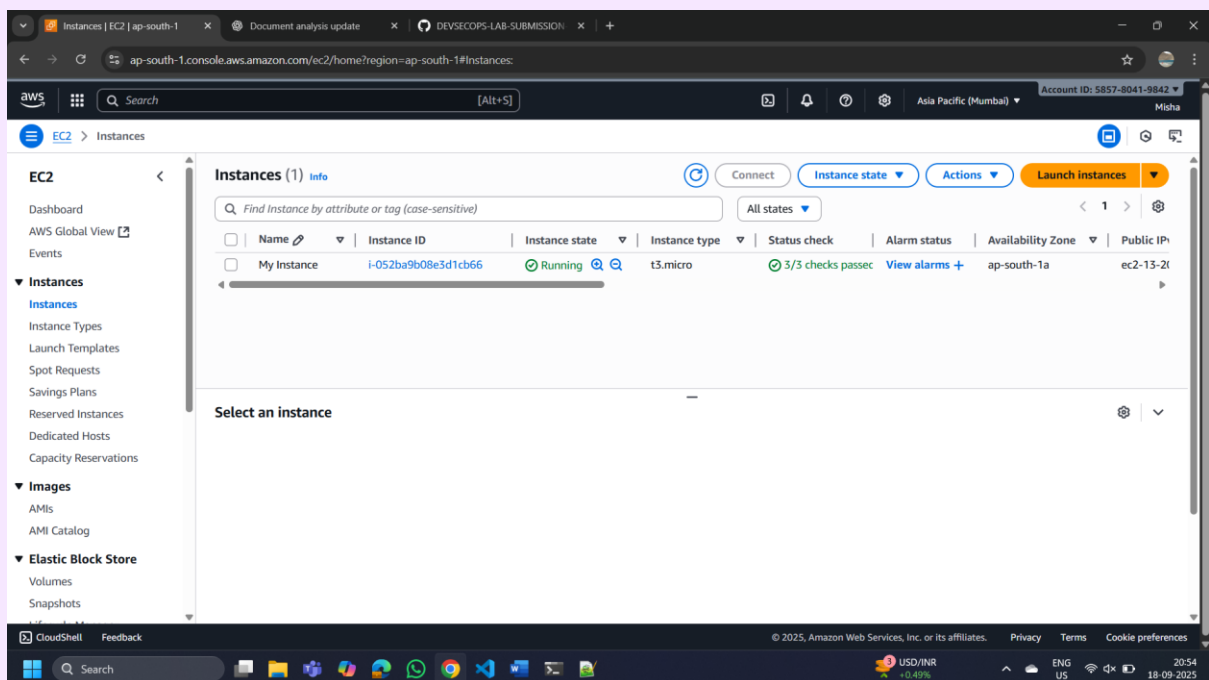 Instances | EC2 | ap-south-1 Document analysis update DEVSECOPS-LAB-SUBMISSION
ap-south-1.console.aws.amazon.com/ec2/home?region=ap-south-1#Instances:
aws Search [Alt+S] Asia Pacific (Mumbai) Account ID: 5857-8041-9842
Misha
EC2 > Instances
EC2
Dashboard
AWS Global View
Events
Instances
Instances
Instance Types
Launch Templates
Spot Requests
Savings Plans
Reserved Instances
Dedicated Hosts
Capacity Reservations
Images
AMIs
AMI Catalog
Elastic Block Store
Volumes
Snapshots
Instances (1) Info Connect Instance state Actions Launch instances
Find Instance by attribute or tag (case-sensitive) All states 1
Name Instance ID Instance state Instance type Status check Alarm status Availability Zone Public IPv
My Instance i-052ba9b08e3d1cb66 Running t3.micro 3/3 checks passec View alarms + ap-south-1a ec2-13-20
Select an instance
CloudShell Feedback © 2025, Amazon Web Services, Inc. or its affiliates. Privacy Terms Cookie preferences
Search 3 USD/INR +0.49% ENG US 20:54 18-09-2025